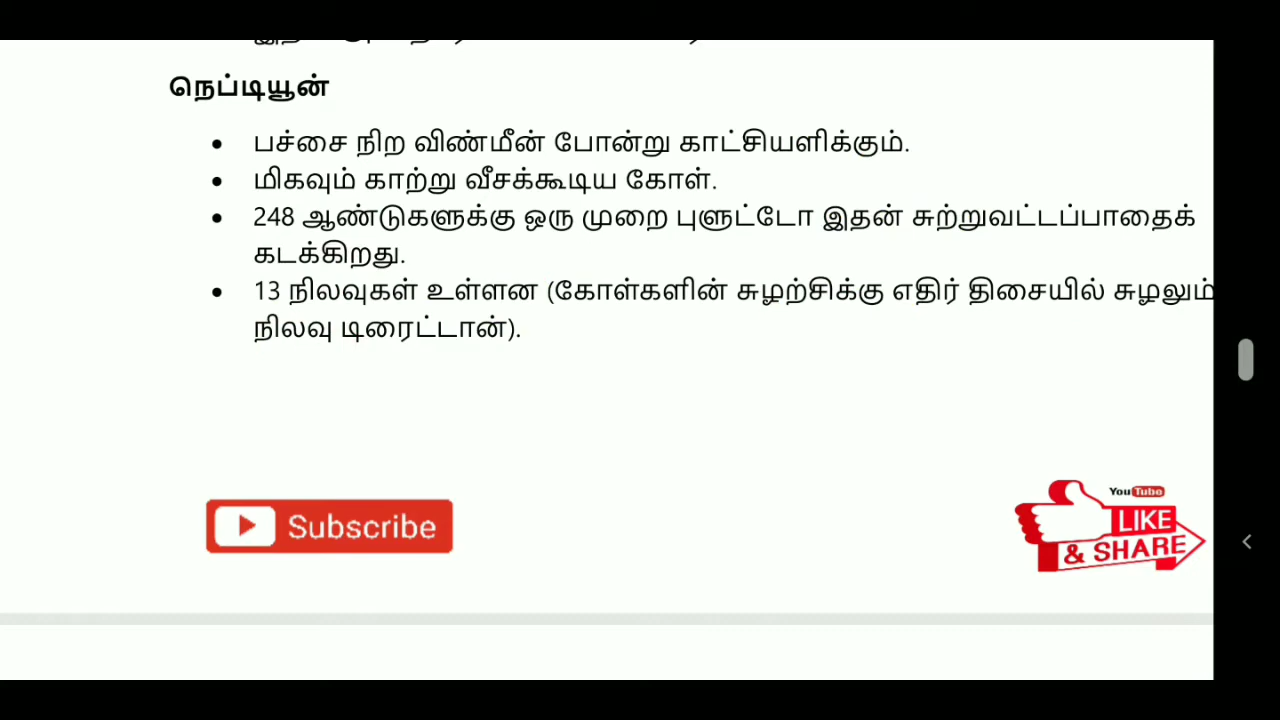 நெப்டியூன்
• பச்சை நிற விண்மீன் போன்று காட்சியளிக்கும்.
• மிகவும் காற்று வீசக்கூடிய கோள்.
• 248 ஆண்டுகளுக்கு ஒரு முறை புளுட்டோ இதன் சுற்றுவட்டப்பாதைக்
கடக்கிறது.
• 13 நிலவுகள் உள்ளன (கோள்களின் சுழற்சிக்கு எதிர் திசையில் சுழலும்
நிலவு டிரைட்டான்).
Subscribe
YouTube
LIKE
& SHARE